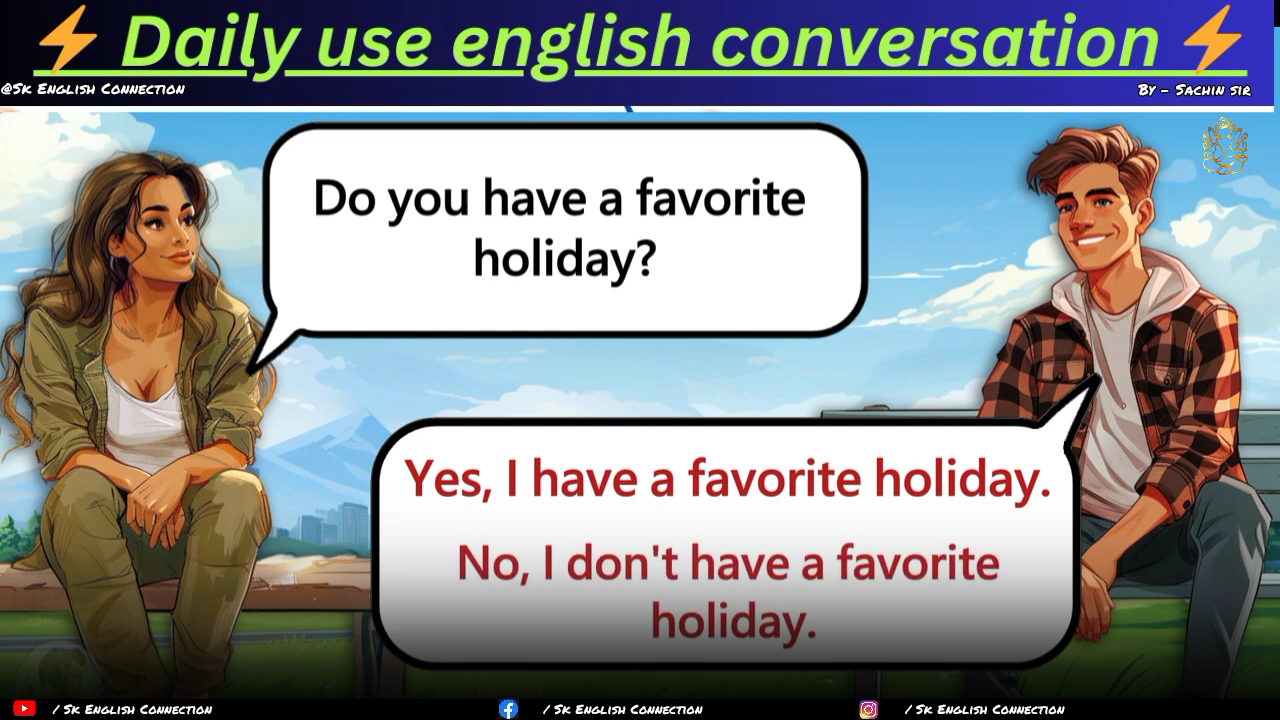 ⚡ Daily use english conversation ⚡
@Sk English Connection
By - Sachin sir
Do you have a favorite
holiday?
Yes, I have a favorite holiday.
No, I don't have a favorite
holiday.
/ Sk English Connection
/ Sk English Connection
/ Sk English Connection